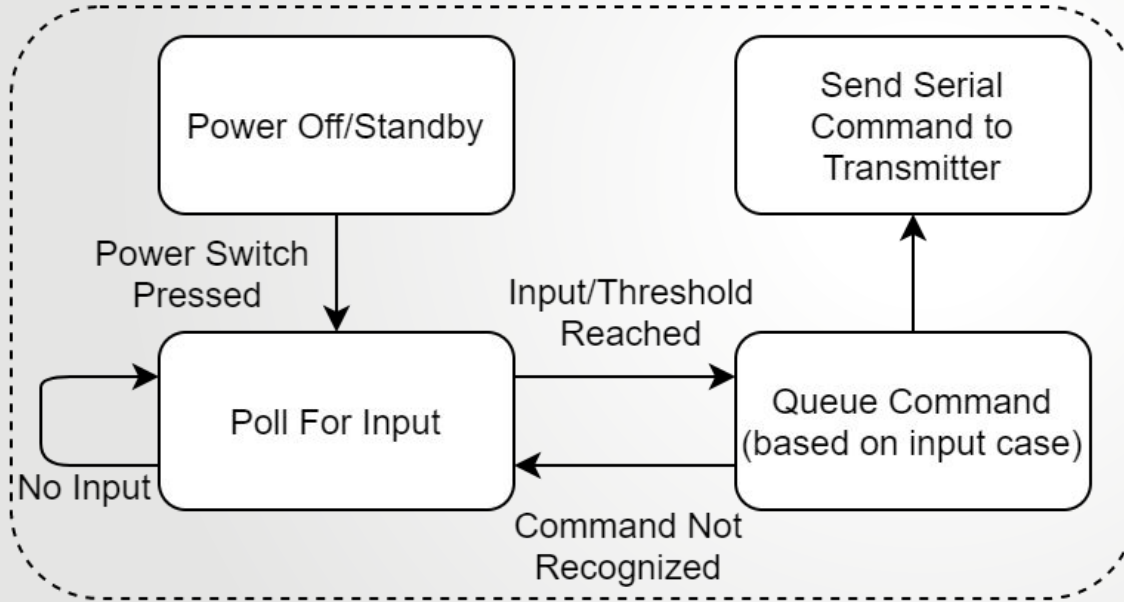 Power Off/Standby
Send Serial
Command to
Transmitter
Power Switch
Pressed
Input/Threshold
Reached
Poll For Input
Queue Command
(based on input case)
No Input
Command Not
Recognized